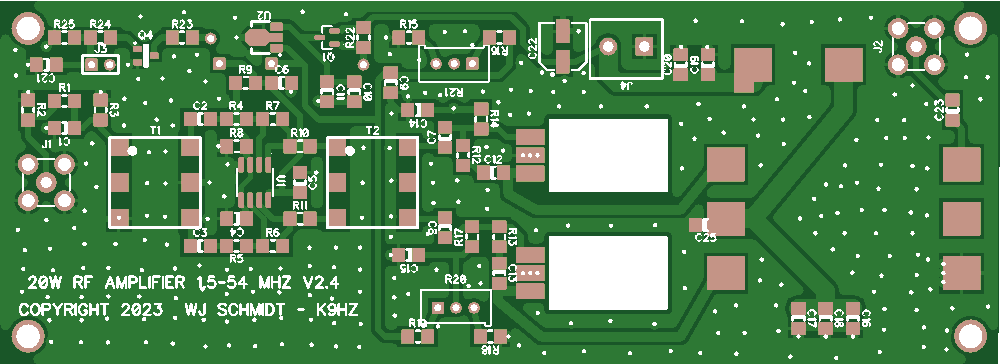 R25 R24 Q4 R23 U2 Q1 R22 R15 R16 C22 J4 C20 C19 J2
J3
C21 R9 C6 C11 C10 C9 R21
R2 R1 R3 C1 C2 R4 R7 C14 R14 C23
J1 T1 R8 R10 T2 C7 R12
U1 C5 C12
C3 C4 R5 R6 R11 C8 R17 R13 C25
C15 C13
20W RF AMPLIFIER 1.5-54 MHZ V2.4
R20
COPYRIGHT 2023 WJ SCHMIDT - K9HZ
R19 R18 C17 C18 C16